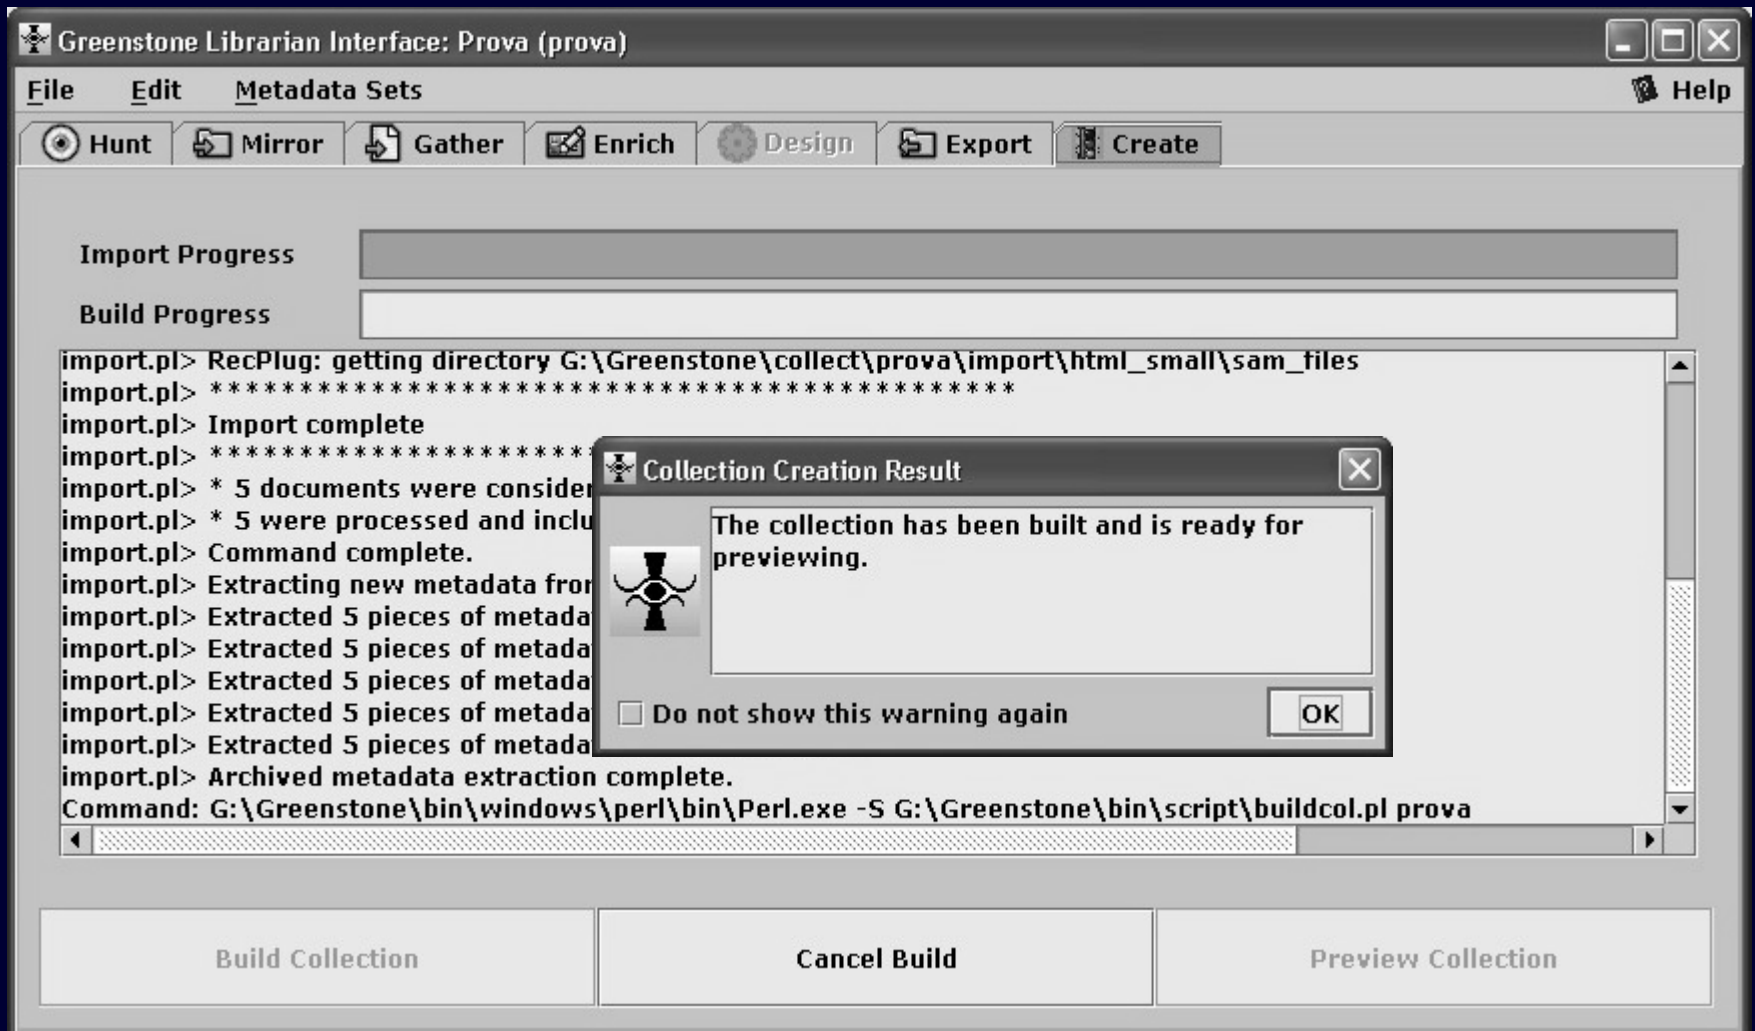 Greenstone Librarian Interface: Prova (prova)
File Edit Metadata Sets Help
Hunt Mirror Gather Enrich Design Export Create
Import Progress
Build Progress
import.pl> RecPlug: getting directory G:\Greenstone\collect\prova\import\html_small\sam_files
import.pl> *********************************************
import.pl> Import complete
import.pl> **********************
import.pl> * 5 documents were consider
import.pl> * 5 were processed and inclu
import.pl> Command complete.
import.pl> Extracting new metadata from
import.pl> Extracted 5 pieces of metada
import.pl> Extracted 5 pieces of metada
import.pl> Extracted 5 pieces of metada
import.pl> Extracted 5 pieces of metada
import.pl> Extracted 5 pieces of metada
import.pl> Archived metadata extraction complete.
Command: G:\Greenstone\bin\windows\perl\bin\Perl.exe -S G:\Greenstone\bin\script\buildcol.pl prova
Collection Creation Result
The collection has been built and is ready for
previewing.
Do not show this warning again
OK
Build Collection Cancel Build Preview Collection